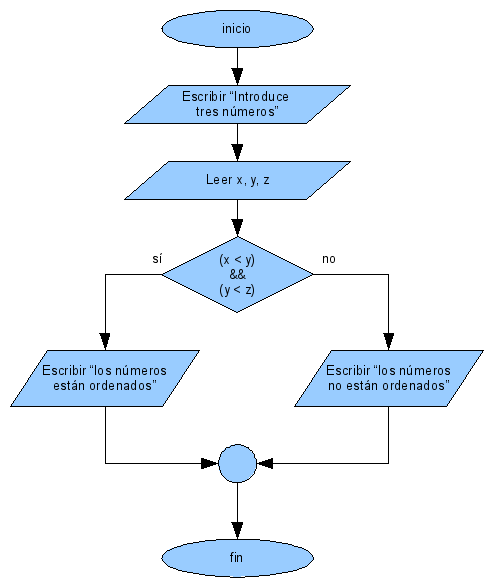 inicio
Escribir “Introduce
tres números”
Leer x, y, z
sí
(x < y)
&&
(y < z)
no
Escribir “los números
están ordenados”
Escribir “los números
no están ordenados”
fin